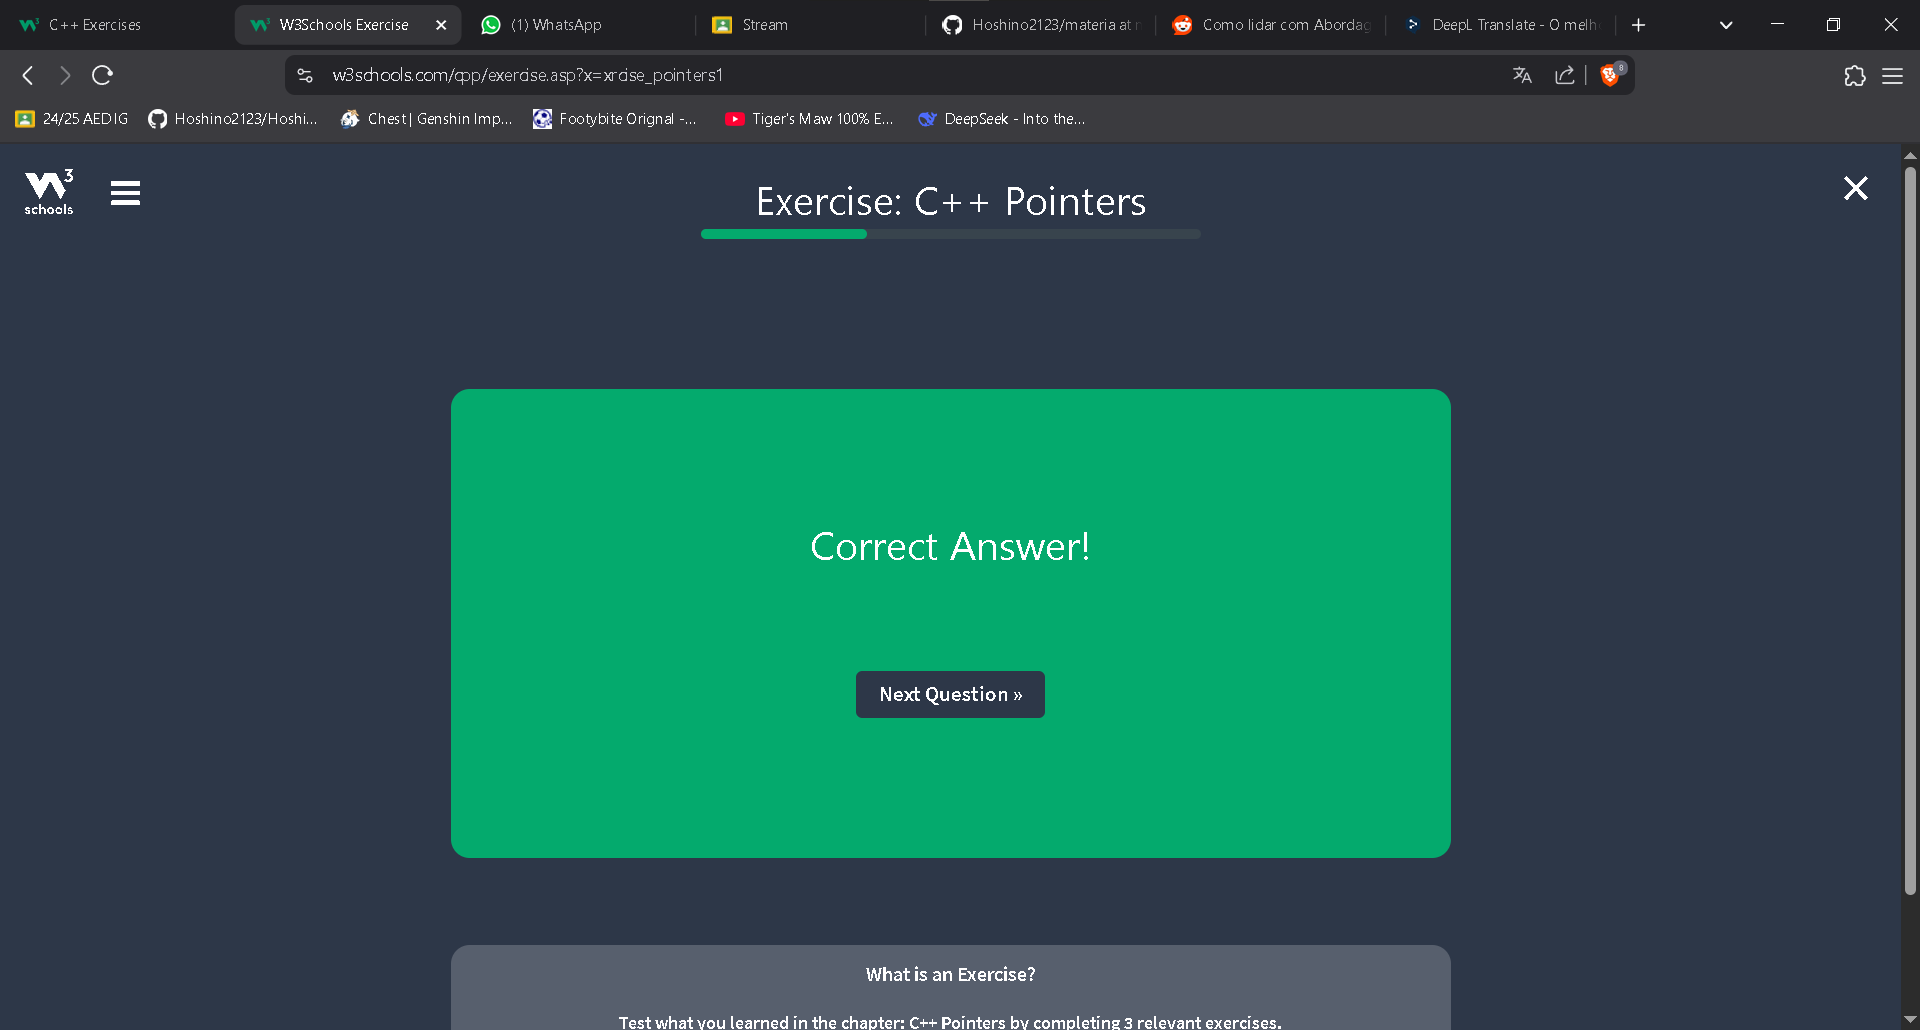 C++ Exercises
W3Schools Exercise
(1) WhatsApp
Stream
Hoshino2123/materia at n
Como lidar com Abordag
DeepL Translate - O melh
w3schools.com/cpp/exercise.asp?x=xrcise_pointers1
24/25 AEDIG
Hoshino2123/Hoshi...
Chest | Genshin Imp...
Footybite Orignal -...
Tiger's Maw 100% E...
DeepSeek - Into the...
w3
schools
Exercise: C++ Pointers
Correct Answer!
Next Question »
What is an Exercise?
Test what you learned in the chapter: C++ Pointers by completing 3 relevant exercises.